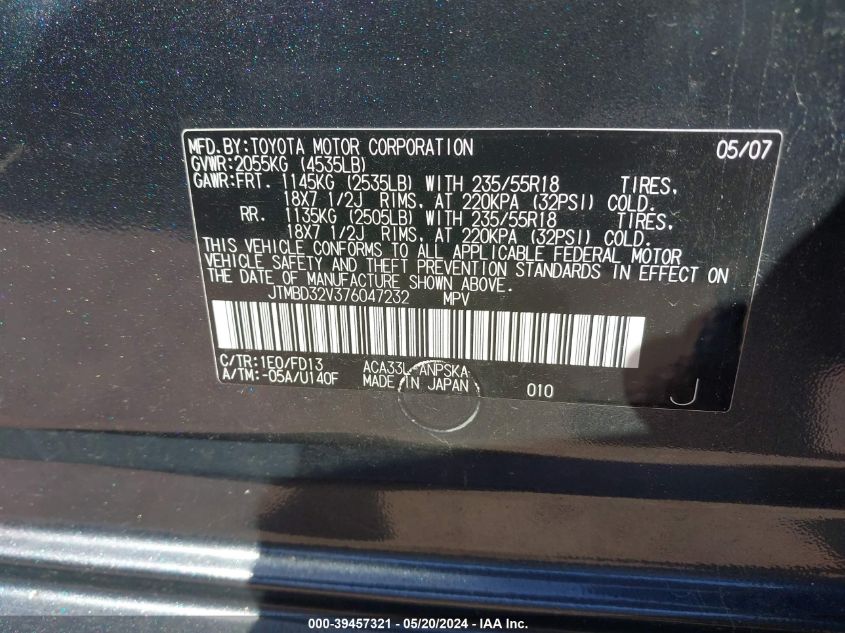 MFD.BY:TOYOTA MOTOR CORPORATION 05/07
GVWR:2055KG (4535LB)
GAWR:FRT. 1145KG (2535LB) WITH 235/55R18 TIRES,
18X7 1/2J RIMS, AT 220KPA (32PSI) COLD.
RR. 1135KG (2505LB) WITH 235/55R18 TIRES,
18X7 1/2J RIMS, AT 220KPA (32PSI) COLD.
THIS VEHICLE CONFORMS TO ALL APPLICABLE FEDERAL MOTOR
VEHICLE SAFETY AND THEFT PREVENTION STANDARDS IN EFFECT ON
THE DATE OF MANUFACTURE SHOWN ABOVE.
JTMBD32V376047232 MPV
C/TR:1E0/FD13 ACA33L-ANPSKA
A/TM:-05A/U140F MADE IN JAPAN 010 J
000-39457321 / 05/20/2024 - IAA Inc.